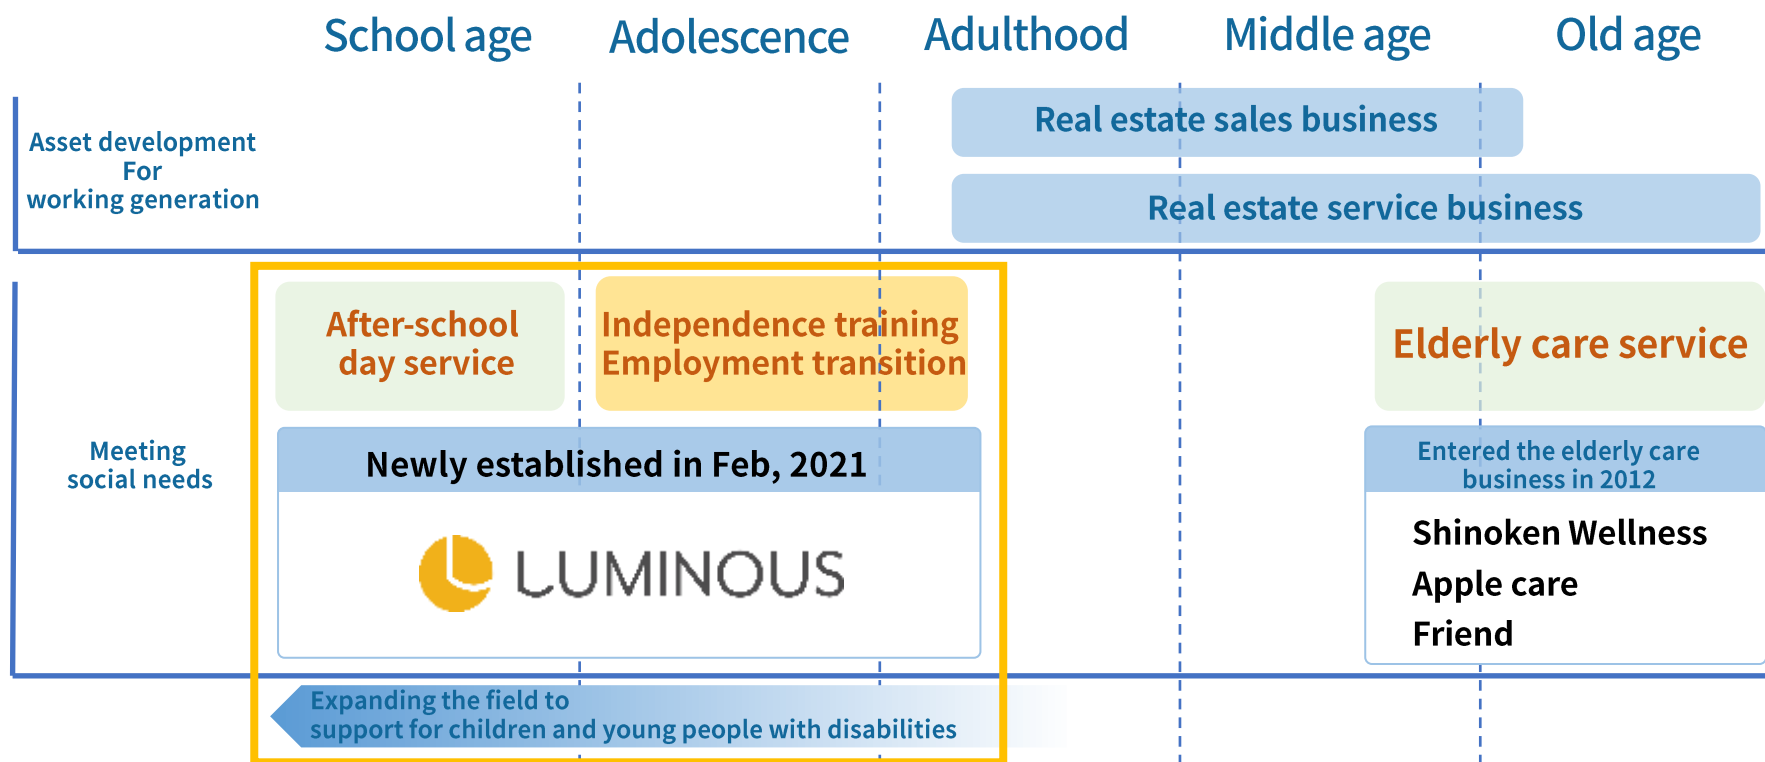 School age
Adolescence
Adulthood
Middle age
Old age
Asset development
For
working generation
Real estate sales business
Real estate service business
Meeting
social needs
After-school
day service
Independence training
Employment transition
Elderly care service
Newly established in Feb, 2021
LUMINOUS
Entered the elderly care
business in 2012
Shinoken Wellness
Apple care
Friend
Expanding the field to
support for children and young people with disabilities